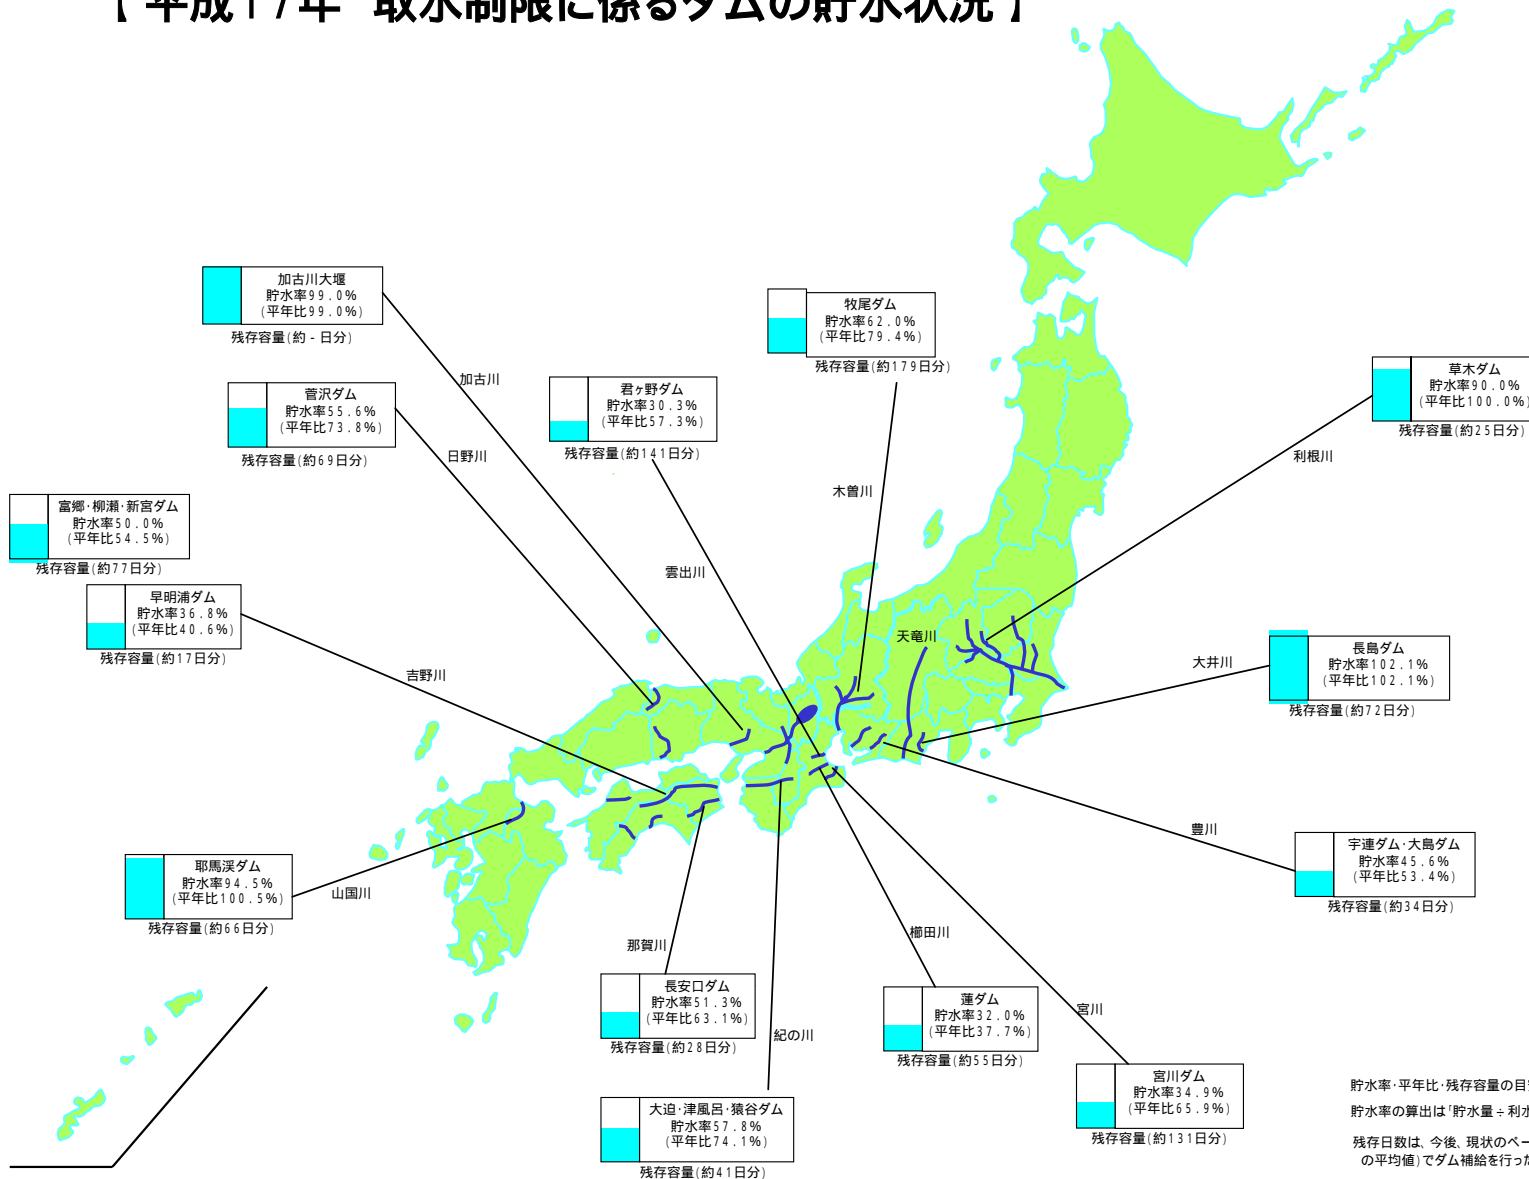 【 平成17年 取水制限に係るダムの貯水状況 】
加古川大堰
貯水率99.0%
(平年比99.0%)
残存容量(約-日分)
加古川
菅沢ダム
貯水率55.6%
(平年比73.8%)
残存容量(約69日分)
日野川
君ヶ野ダム
貯水率30.3%
(平年比57.3%)
残存容量(約141日分)
雲出川
牧尾ダム
貯水率62.0%
(平年比79.4%)
残存容量(約179日分)
木曽川
草木ダム
貯水率90.0%
(平年比100.0%)
残存容量(約25日分)
利根川
富郷・柳瀬・新宮ダム
貯水率50.0%
(平年比54.5%)
残存容量(約77日分)
早明浦ダム
貯水率36.8%
(平年比40.6%)
残存容量(約17日分)
吉野川
天竜川
長島ダム
貯水率102.1%
(平年比102.1%)
残存容量(約72日分)
大井川
宇連ダム・大島ダム
貯水率45.6%
(平年比53.4%)
残存容量(約34日分)
豊川
耶馬渓ダム
貯水率94.5%
(平年比100.5%)
残存容量(約66日分)
山国川
那賀川
長安口ダム
貯水率51.3%
(平年比63.1%)
残存容量(約28日分)
紀の川
大迫・津風呂・猿谷ダム
貯水率57.8%
(平年比74.1%)
残存容量(約41日分)
櫛田川
蓮ダム
貯水率32.0%
(平年比37.7%)
残存容量(約55日分)
宮川
宮川ダム
貯水率34.9%
(平年比65.9%)
残存容量(約131日分)
貯水率・平年比・残存容量の目
貯水率の算出は「貯水量÷利水
残存日数は、今後、現状のペー
の平均値)でダム補給を行った